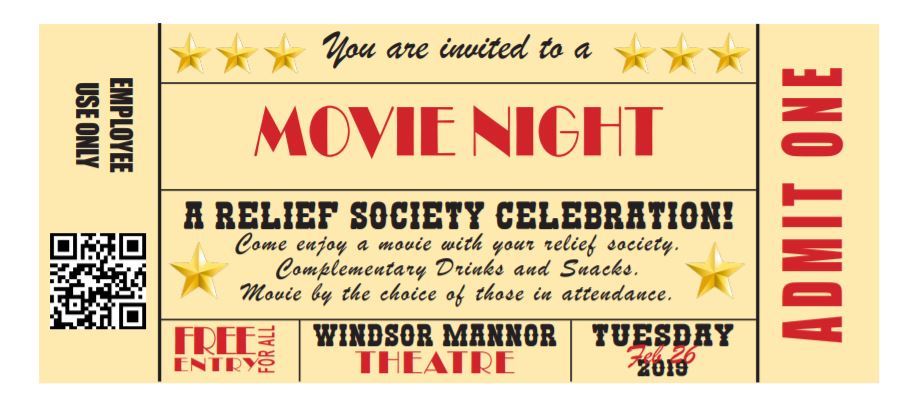 EMPLOYEE
USE ONLY
You are invited to a
MOVIE NIGHT
A RELIEF SOCIETY CELEBRATION!
Come enjoy a movie with your relief society.
Complementary Drinks and Snacks.
Movie by the choice of those in attendance.
FREE
ENTRY
FOR ALL
WINDSOR MANNOR
THEATRE
TUESDAY
Feb 26
2019
ADMIT ONE